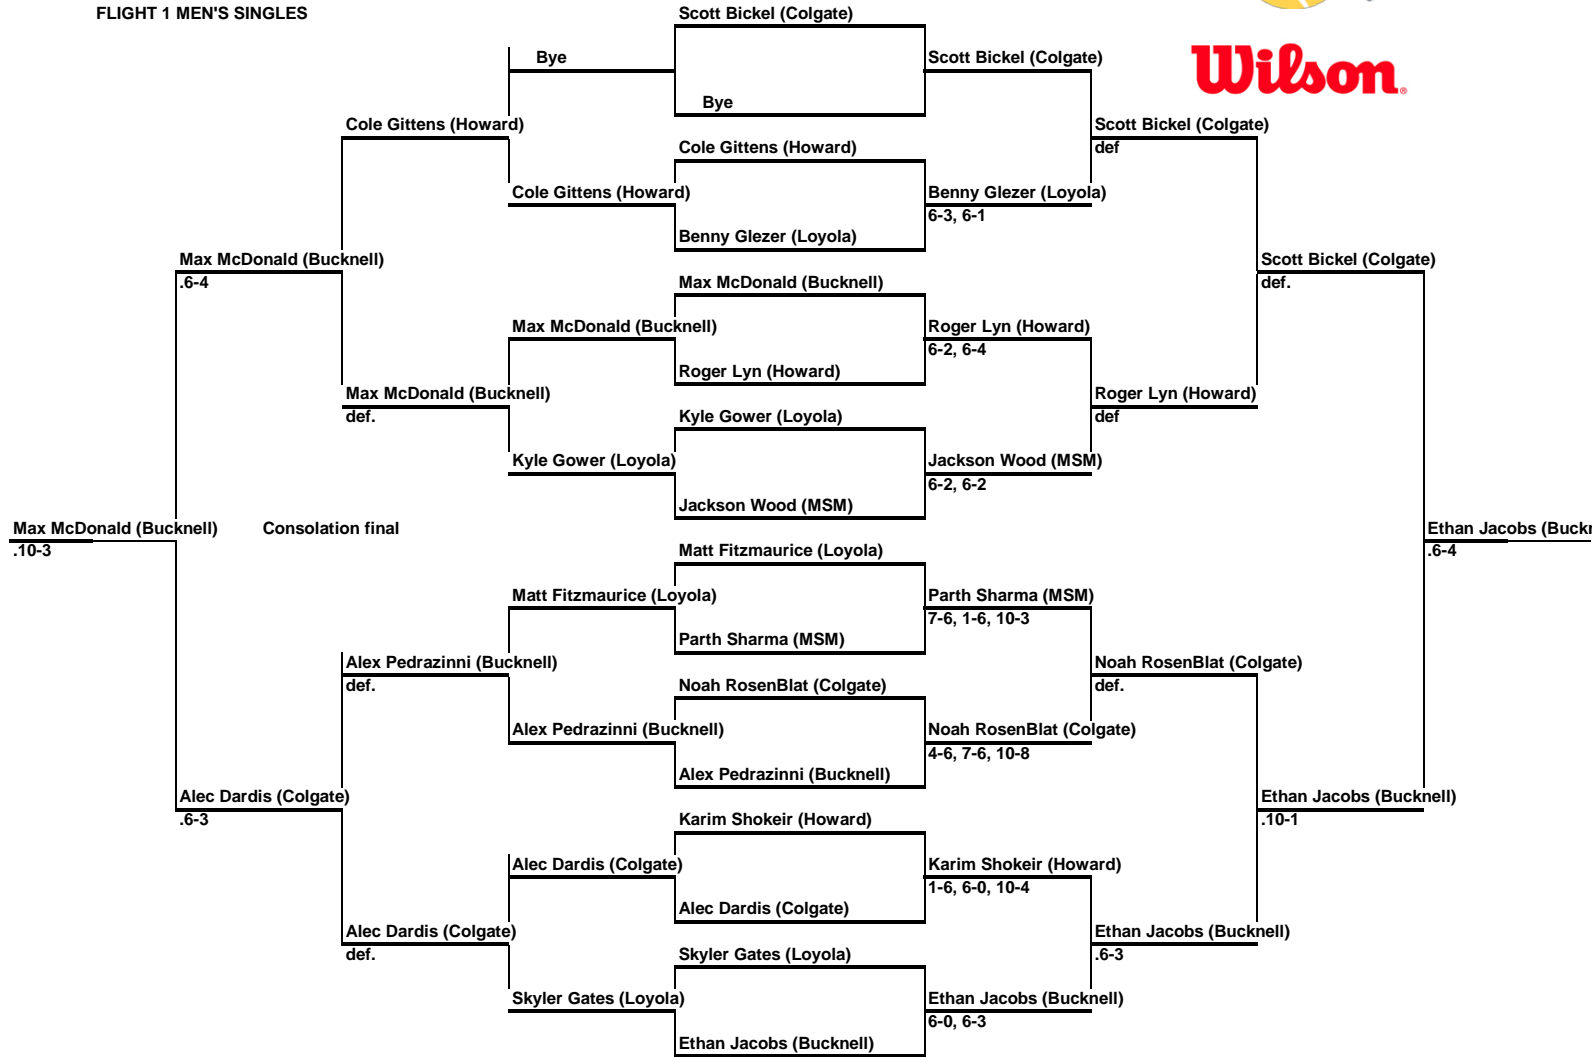 FLIGHT 1 MEN'S SINGLES
Scott Bickel (Colgate)
Bye
Scott Bickel (Colgate)
Wilson®
Bye
Cole Gittens (Howard)
Scott Bickel (Colgate)
def
Cole Gittens (Howard)
Cole Gittens (Howard)
Benny Glezer (Loyola)
6-3, 6-1
Benny Glezer (Loyola)
Max McDonald (Bucknell)
.6-4
Scott Bickel (Colgate)
def.
Max McDonald (Bucknell)
Max McDonald (Bucknell)
Roger Lyn (Howard)
6-2, 6-4
Roger Lyn (Howard)
Max McDonald (Bucknell)
def.
Roger Lyn (Howard)
def
Kyle Gower (Loyola)
Kyle Gower (Loyola)
Jackson Wood (MSM)
6-2, 6-2
Jackson Wood (MSM)
Max McDonald (Bucknell)
.10-3
Consolation final
Ethan Jacobs (Buckn
.6-4
Matt Fitzmaurice (Loyola)
Matt Fitzmaurice (Loyola)
Parth Sharma (MSM)
7-6, 1-6, 10-3
Parth Sharma (MSM)
Alex Pedrazinni (Bucknell)
def.
Noah RosenBlat (Colgate)
def.
Noah RosenBlat (Colgate)
Alex Pedrazinni (Bucknell)
Noah RosenBlat (Colgate)
4-6, 7-6, 10-8
Alex Pedrazinni (Bucknell)
Alec Dardis (Colgate)
.6-3
Ethan Jacobs (Bucknell)
.10-1
Karim Shokeir (Howard)
Alec Dardis (Colgate)
Karim Shokeir (Howard)
1-6, 6-0, 10-4
Alec Dardis (Colgate)
Alec Dardis (Colgate)
def.
Ethan Jacobs (Bucknell)
.6-3
Skyler Gates (Loyola)
Skyler Gates (Loyola)
Ethan Jacobs (Bucknell)
6-0, 6-3
Ethan Jacobs (Bucknell)